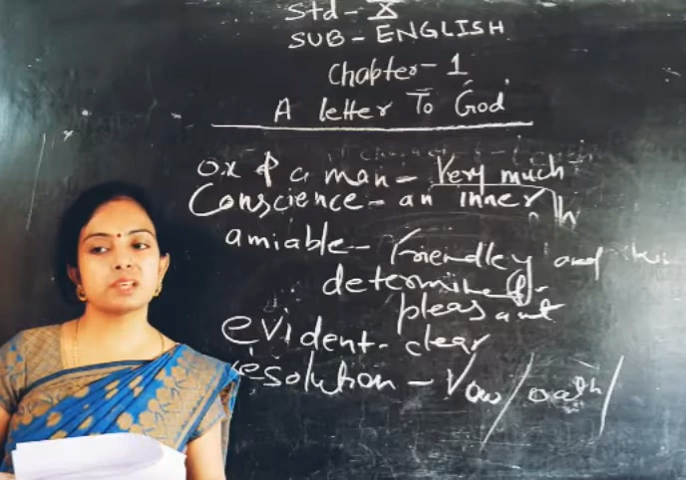 Std - X
SUB - ENGLISH
Chapter - 1
A letter To God
ox of a man - Very much
Conscience - an inner
amiable - Friendley and
determined
pleasant
evident - clear
resolution - Vow / oath /